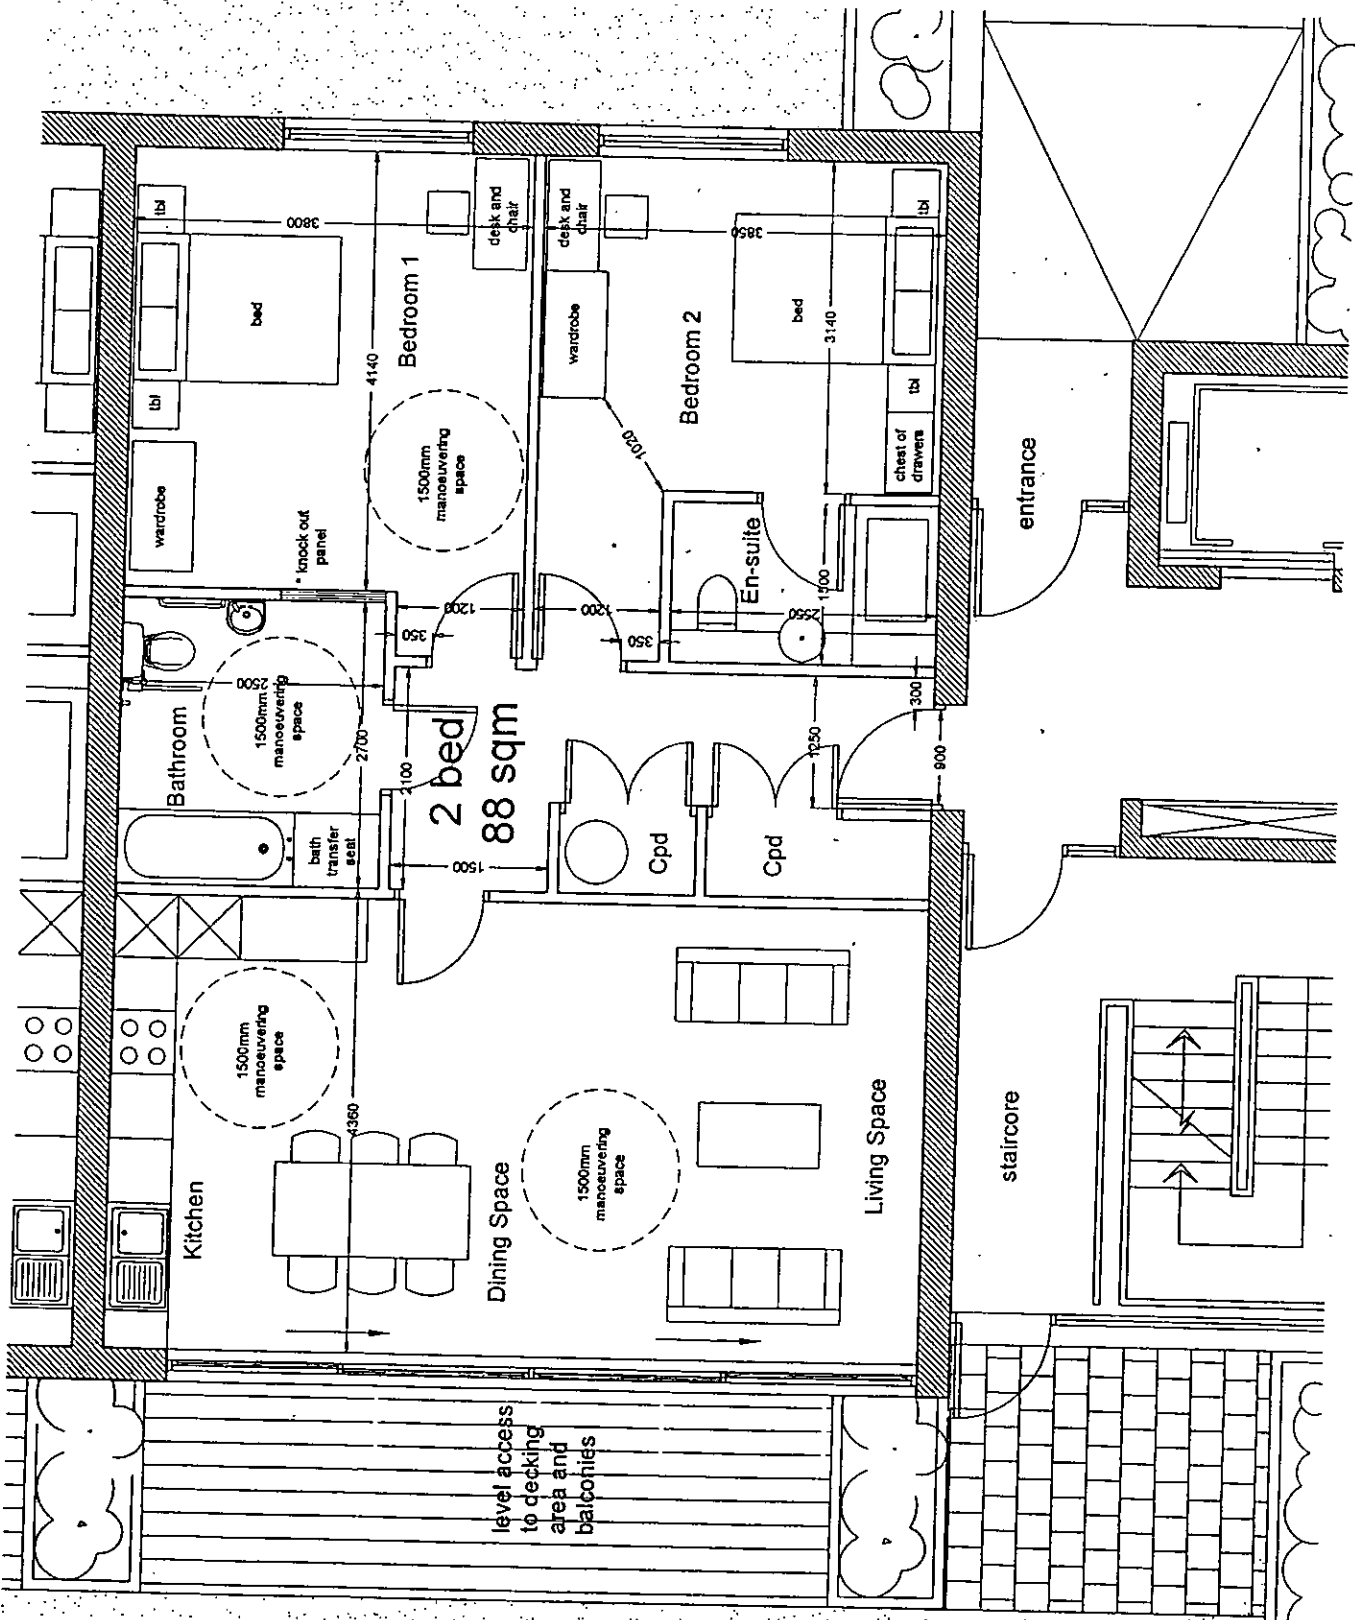 tbl
bed
tbl
wardrobe
3800
4140
Bedroom 1
desk and
chair
1500mm
manoeuvering
space
* knock out
panel
desk and
chair
wardrobe
Bedroom 2
3850
bed
3140
tbl
tbl
chest of
drawers
1020
En-suite
1500
2550
1200
350
1200
350
Bathroom
2500
1500mm
manoeuvering
space
2700
bath
transfer
seat
2100
2 bed
88 sqm
1500
Cpd
Cpd
1250
300
900
entrance
Kitchen
1500mm
manoeuvering
space
4360
Dining Space
1500mm
manoeuvering
space
Living Space
staircore
level access
to decking
area and
balconies